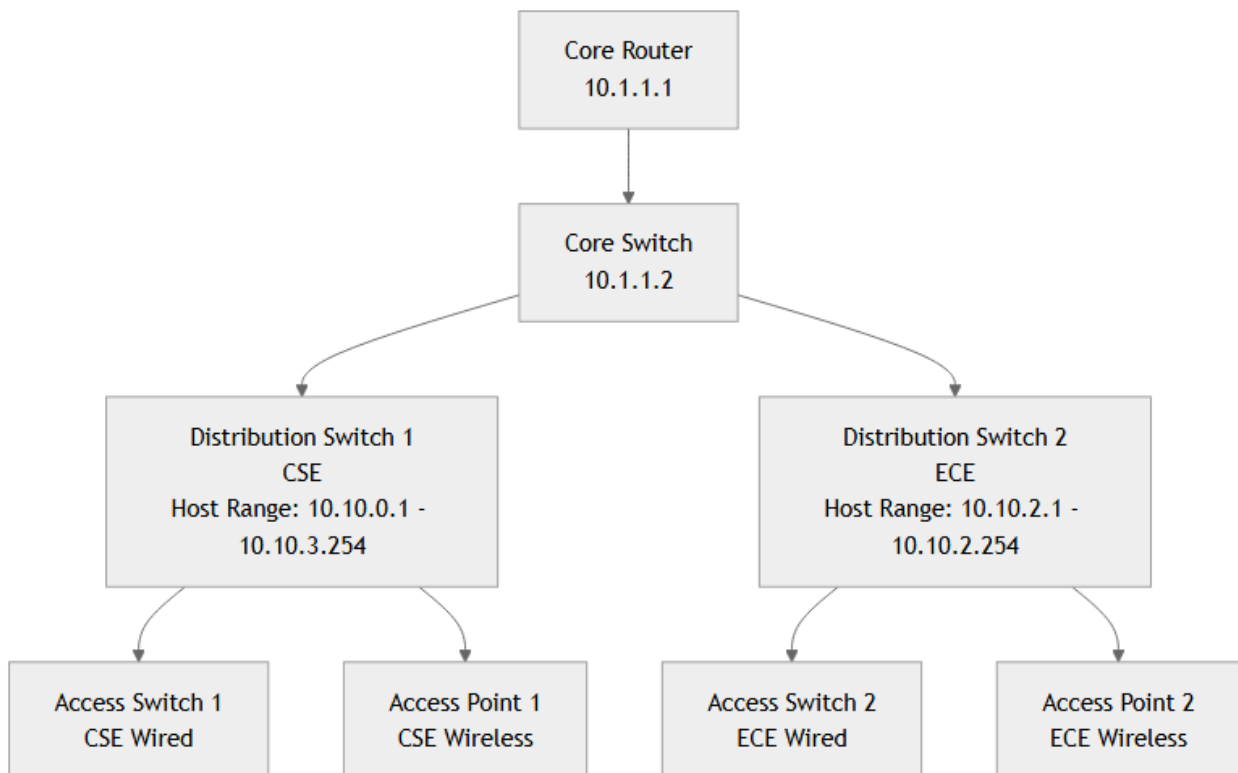 Core Router
10.1.1.1
Core Switch
10.1.1.2
Distribution Switch 1
CSE
Host Range: 10.10.0.1 -
10.10.3.254
Distribution Switch 2
ECE
Host Range: 10.10.2.1 -
10.10.2.254
Access Switch 1
CSE Wired
Access Point 1
CSE Wireless
Access Switch 2
ECE Wired
Access Point 2
ECE Wireless